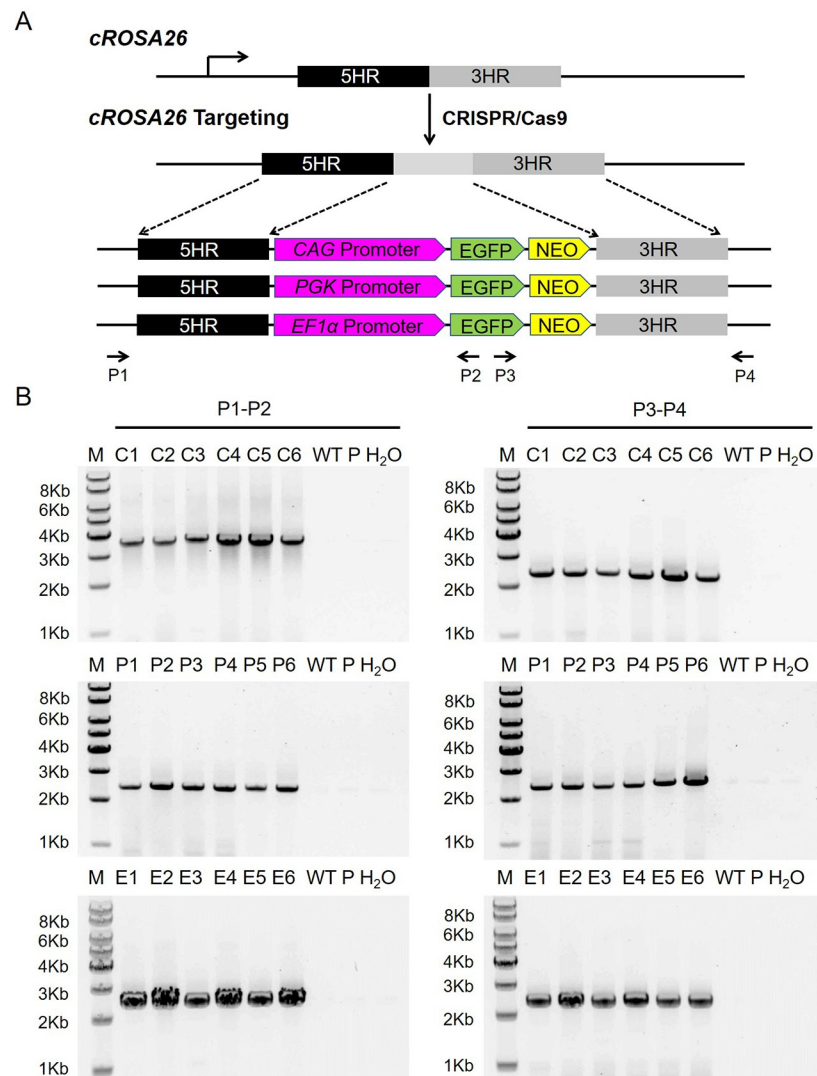 A
cROSA26
5HR 3HR
cROSA26 Targeting CRISPR/Cas9
5HR 3HR
5HR CAG Promoter EGFP NEO 3HR
5HR PGK Promoter EGFP NEO 3HR
5HR EF1α Promoter EGFP NEO 3HR
P1 P2 P3 P4
B
P1-P2 P3-P4
M C1 C2 C3 C4 C5 C6 WT P H₂O M C1 C2 C3 C4 C5 C6 WT P H₂O
8Kb 8Kb
6Kb 6Kb
4Kb 4Kb
3Kb 3Kb
2Kb 2Kb
1Kb 1Kb
M P1 P2 P3 P4 P5 P6 WT P H₂O M P1 P2 P3 P4 P5 P6 WT P H₂O
8Kb 8Kb
6Kb 6Kb
4Kb 4Kb
3Kb 3Kb
2Kb 2Kb
1Kb 1Kb
M E1 E2 E3 E4 E5 E6 WT P H₂O M E1 E2 E3 E4 E5 E6 WT P H₂O
8Kb 8Kb
6Kb 6Kb
4Kb 4Kb
3Kb 3Kb
2Kb 2Kb
1Kb 1Kb